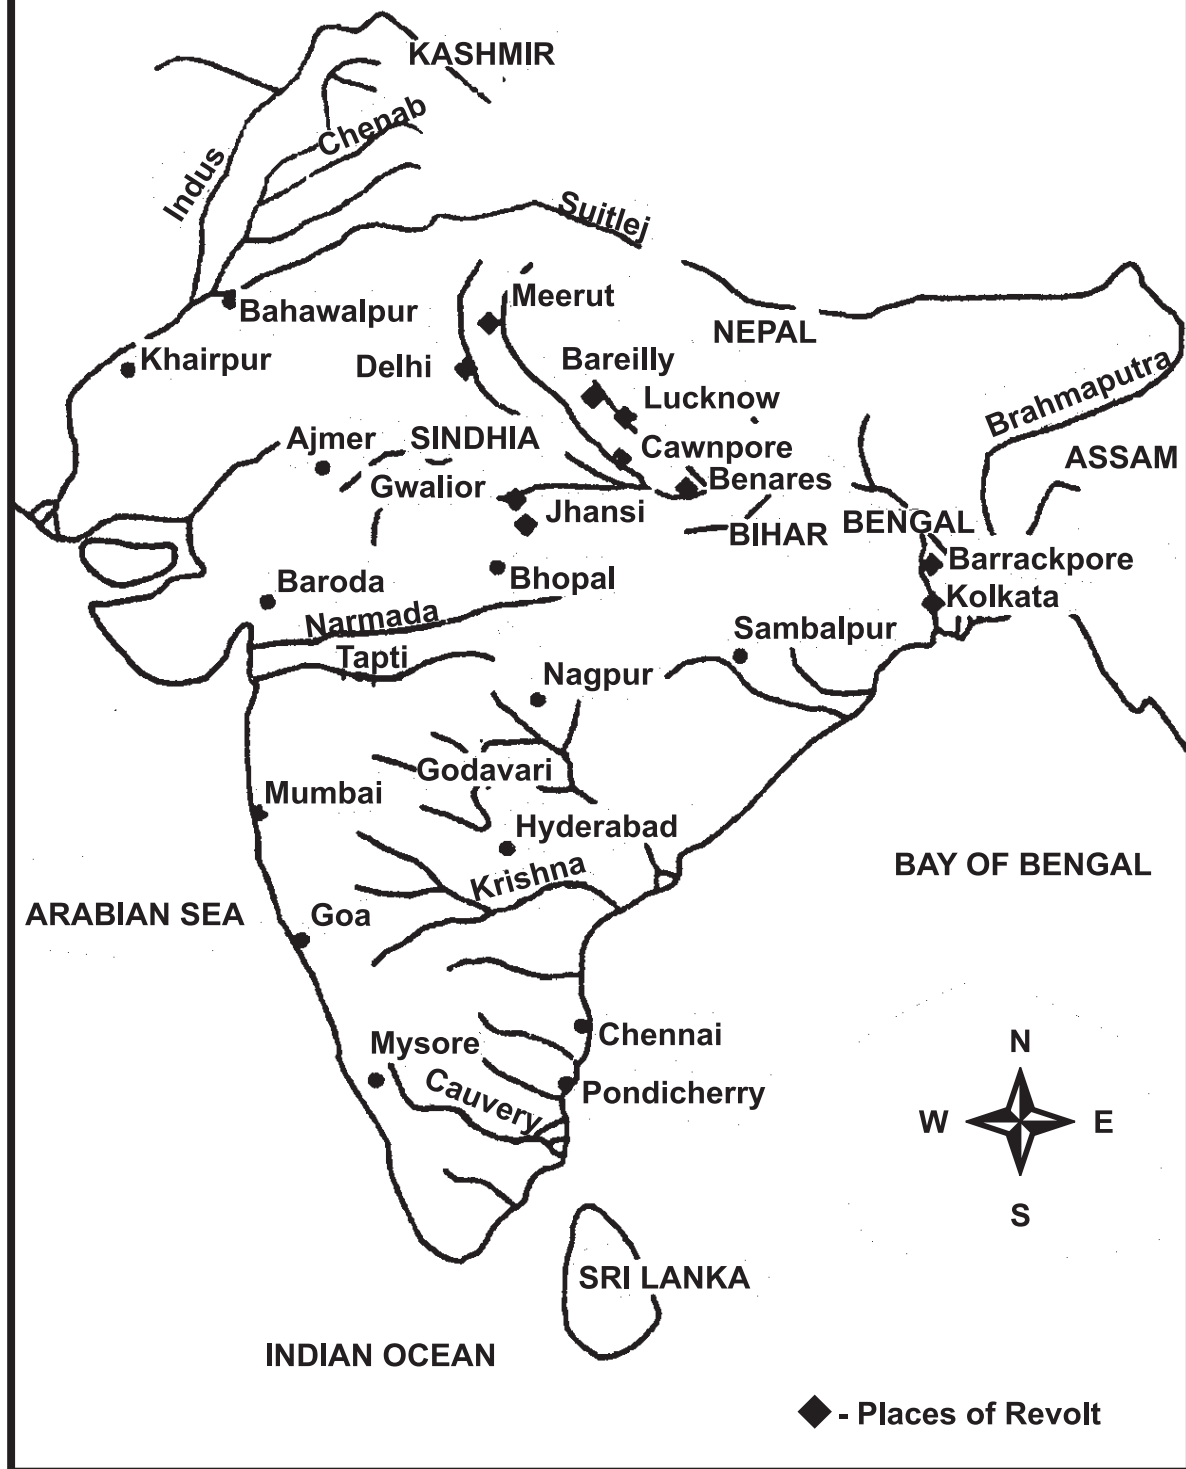 KASHMIR
Chenab
Indus
Suitlej
Meerut
Bahawalpur
NEPAL
Khairpur
Delhi
Bareilly
Brahmaputra
Lucknow
Ajmer
SINDHIA
Cawnpore
ASSAM
Gwalior
Benares
Jhansi
BIHAR
BENGAL
Barrackpore
Baroda
Bhopal
Kolkata
Narmada
Sambalpur
Tapti
Nagpur
Godavari
Mumbai
Hyderabad
BAY OF BENGAL
Krishna
ARABIAN SEA
Goa
Chennai
Mysore
N
Cauvery
Pondicherry
W
E
S
SRI LANKA
INDIAN OCEAN
- Places of Revolt